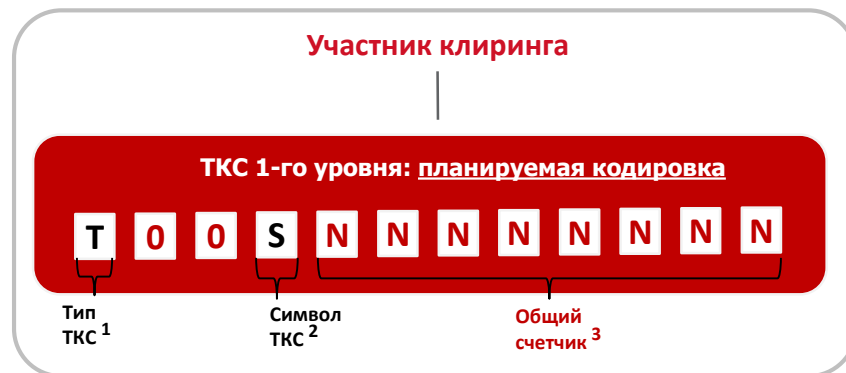 Участник клиринга
ТКС 1-го уровня: планируемая кодировка
T 0 0 S N N N N N N N N
Тип
ТКС 1
Символ
ТКС 2
Общий
счетчик 3